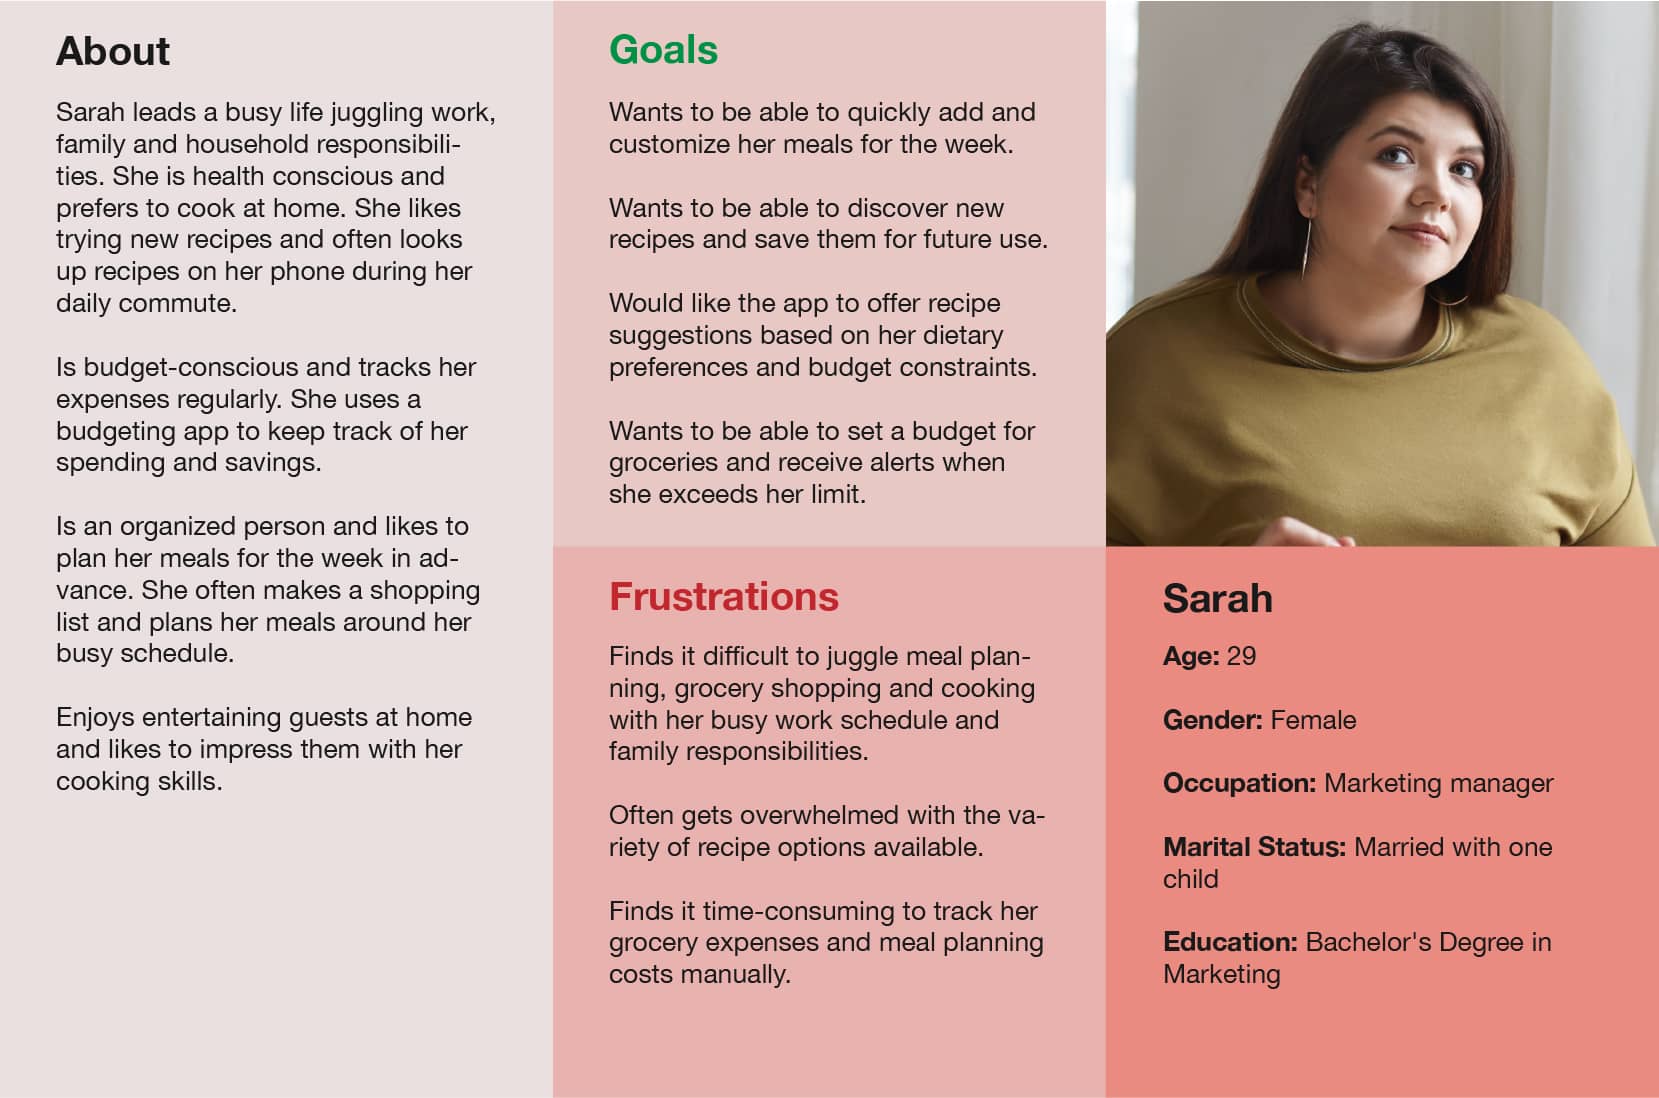 About
Sarah leads a busy life juggling work,
family and household responsibili-
ties. She is health conscious and
prefers to cook at home. She likes
trying new recipes and often looks
up recipes on her phone during her
daily commute.
Is budget-conscious and tracks her
expenses regularly. She uses a
budgeting app to keep track of her
spending and savings.
Is an organized person and likes to
plan her meals for the week in ad-
vance. She often makes a shopping
list and plans her meals around her
busy schedule.
Enjoys entertaining guests at home
and likes to impress them with her
cooking skills.
Goals
Wants to be able to quickly add and
customize her meals for the week.
Wants to be able to discover new
recipes and save them for future use.
Would like the app to offer recipe
suggestions based on her dietary
preferences and budget constraints.
Wants to be able to set a budget for
groceries and receive alerts when
she exceeds her limit.
Frustrations
Finds it difficult to juggle meal plan-
ning, grocery shopping and cooking
with her busy work schedule and
family responsibilities.
Often gets overwhelmed with the va-
riety of recipe options available.
Finds it time-consuming to track her
grocery expenses and meal planning
costs manually.
Sarah
Age: 29
Gender: Female
Occupation: Marketing manager
Marital Status: Married with one
child
Education: Bachelor's Degree in
Marketing